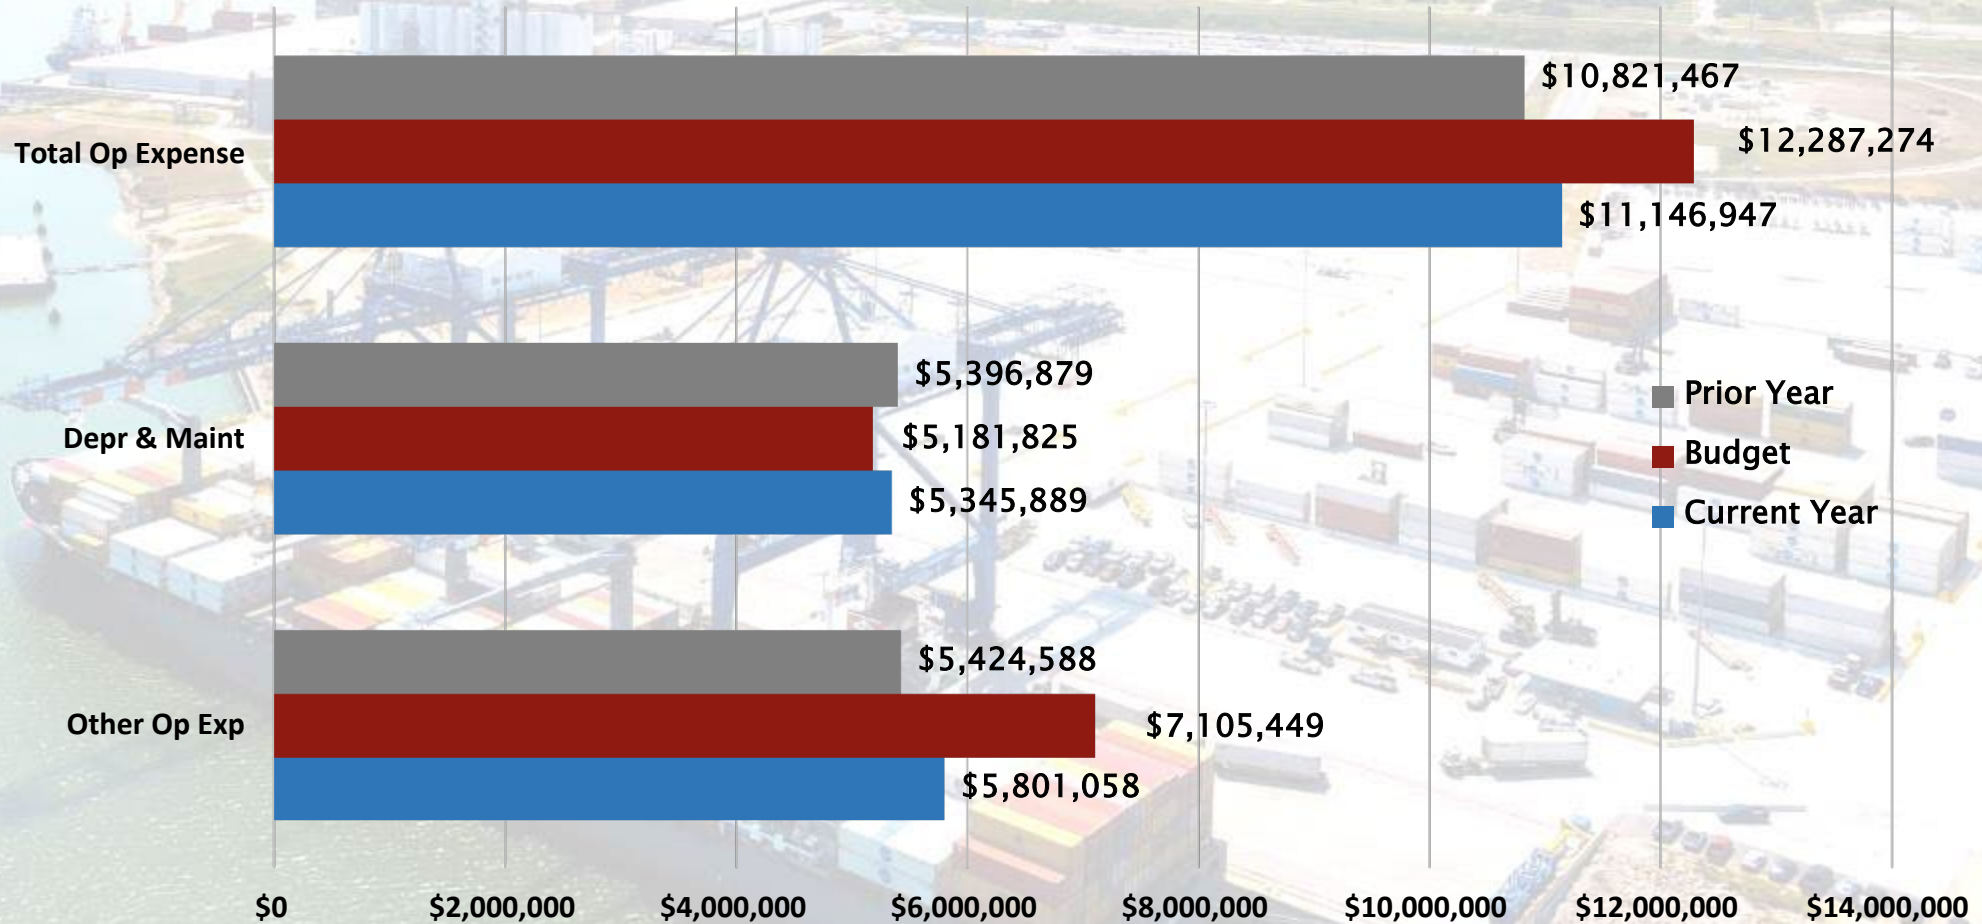 $10,821,467
$12,287,274
Total Op Expense
$11,146,947
$5,396,879
Prior Year
$5,181,825
Depr & Maint
Budget
$5,345,889
Current Year
$5,424,588
$7,105,449
Other Op Exp
$5,801,058
$0 $2,000,000 $4,000,000 $6,000,000 $8,000,000 $10,000,000 $12,000,000 $14,000,000